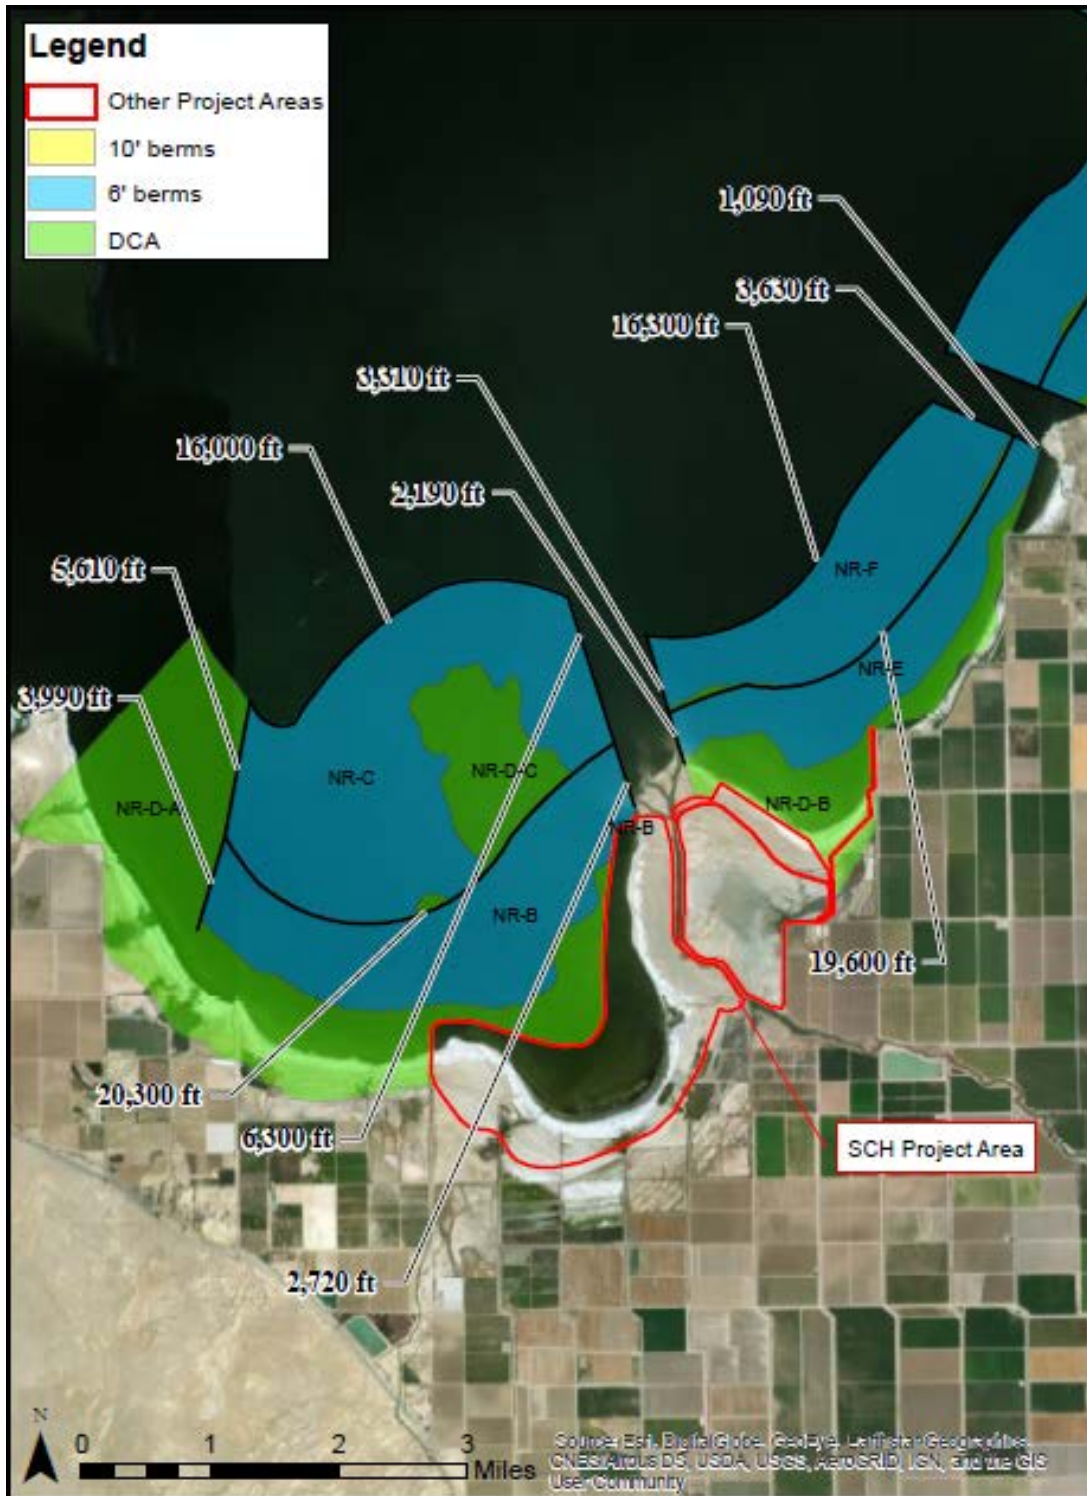 Legend
Other Project Areas
10' berms
6' berms
DCA
1,090 ft
3,630 ft
16,300 ft
3,310 ft
16,000 ft
2,190 ft
5,610 ft
NR-F
NR-E
3,990 ft
NR-C
NR-D-C
NR-D-A
NR-D-B
NR-B
NR-B
19,600 ft
20,300 ft
6,300 ft
SCH Project Area
2,720 ft
N
0 1 2 3
Miles
Source: Esri, DigitalGlobe, GeoEye, Earthstar Geographics,
CNES/Airbus DS, USDA, USGS, AeroGRID, IGN, and the GIS
User Community